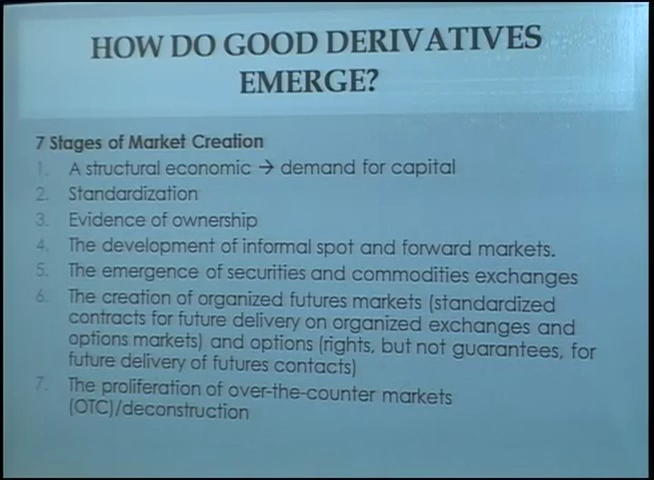 HOW DO GOOD DERIVATIVES
EMERGE?
7 Stages of Market Creation
1. A structural economic → demand for capital
2. Standardization
3. Evidence of ownership
4. The development of informal spot and forward markets.
5. The emergence of securities and commodities exchanges
6. The creation of organized futures markets (standardized
contracts for future delivery on organized exchanges and
options markets) and options (rights, but not guarantees, for
future delivery of futures contacts)
7. The proliferation of over-the-counter markets
(OTC)/deconstruction